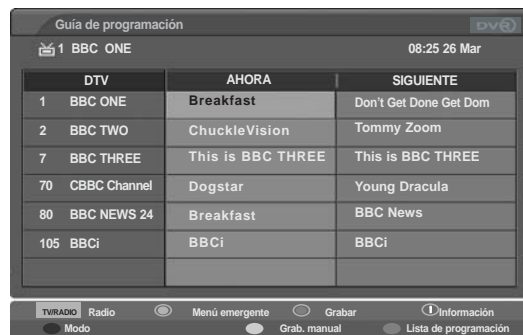 Guía de programación DVR
1 BBC ONE 08:25 26 Mar
DTV AHORA SIGUIENTE
1 BBC ONE Breakfast Don't Get Done Get Dom
2 BBC TWO ChuckleVision Tommy Zoom
7 BBC THREE This is BBC THREE This is BBC THREE
70 CBBC Channel Dogstar Young Dracula
80 BBC NEWS 24 Breakfast BBC News
105 BBCi BBCi BBCi
TV/RADIO Radio Menú emergente Grabar Información
Modo Grab. manual Lista de programación